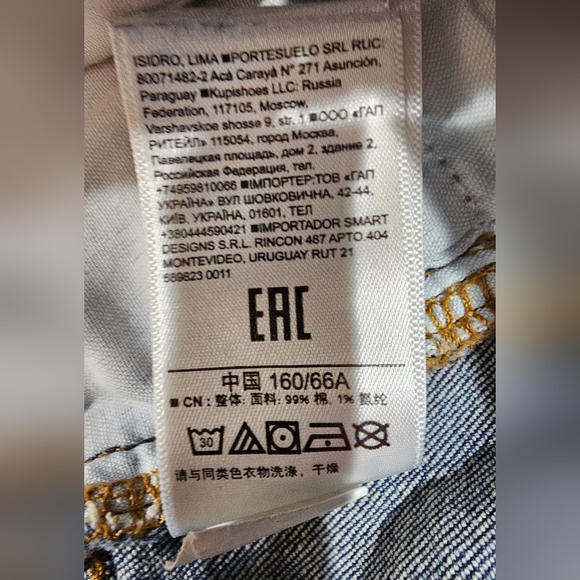 ISIDRO, LIMA ■PORTESUELO SRL RUC:
80071482-2 Acá Carayá N° 271 Asunción,
Paraguay ■Kupishoes LLC: Russia
Federation, 117105, Moscow,
Varshavskoe shosse 9, str. 1 ■ООО «ГАП
РИТЕЙЛ» 115054, город Москва,
Павелецкая площадь, дом 2, здание 2,
Российская Федерация, тел.
+74959810066 ■ІМПОРТЕР:ТОВ «ГАП
УКРАЇНА» ВУЛ ШОВКОВИЧНА, 42-44,
КИЇВ, УКРАЇНА, 01601, ТЕЛ
+380444590421 ■IMPORTADOR SMART
DESIGNS S.R.L. RINCON 487 APTO.404
MONTEVIDEO, URUGUAY RUT 21
589823 0011
EAC
中国 160/66A
■ CN: 整体: 面料: 99% 棉, 1% 氨纶
30
请与同类色衣物洗涤, 干燥